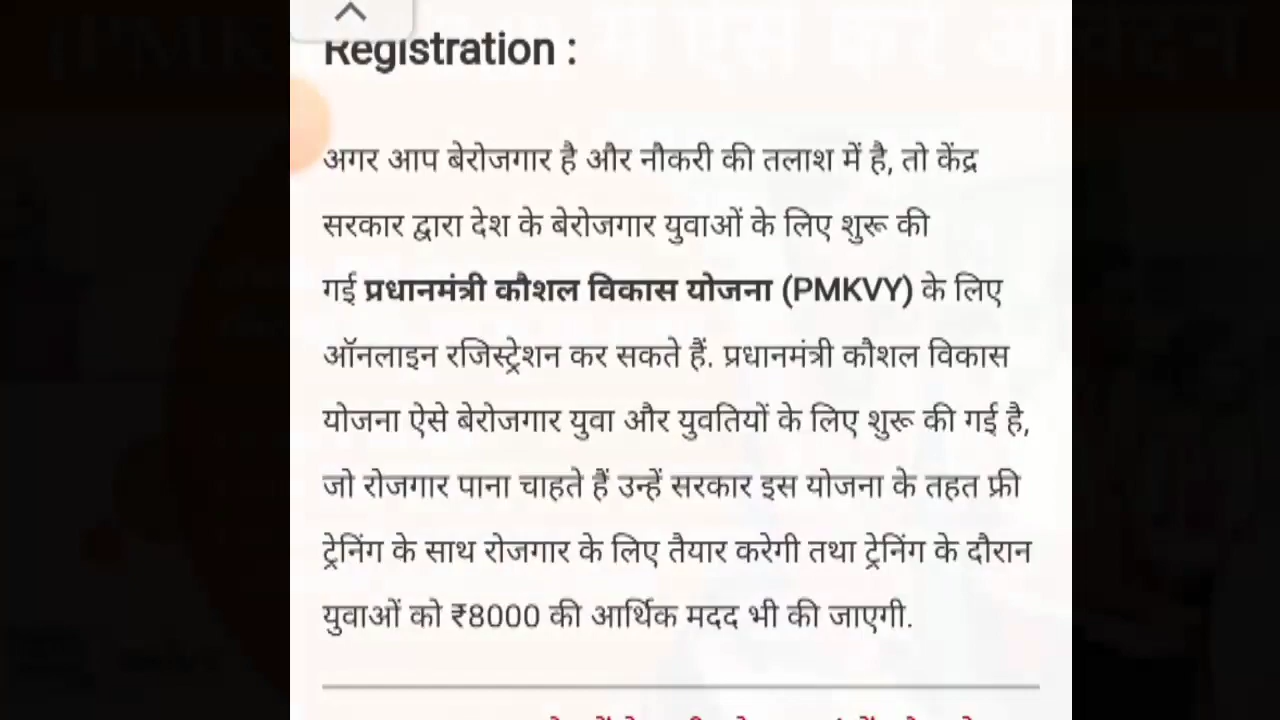 Registration :
अगर आप बेरोजगार है और नौकरी की तलाश में है, तो केंद्र
सरकार द्वारा देश के बेरोजगार युवाओं के लिए शुरू की
गई प्रधानमंत्री कौशल विकास योजना (PMKVY) के लिए
ऑनलाइन रजिस्ट्रेशन कर सकते हैं. प्रधानमंत्री कौशल विकास
योजना ऐसे बेरोजगार युवा और युवतियों के लिए शुरू की गई है,
जो रोजगार पाना चाहते हैं उन्हें सरकार इस योजना के तहत फ्री
ट्रेनिंग के साथ रोजगार के लिए तैयार करेगी तथा ट्रेनिंग के दौरान
युवाओं को ₹8000 की आर्थिक मदद भी की जाएगी.